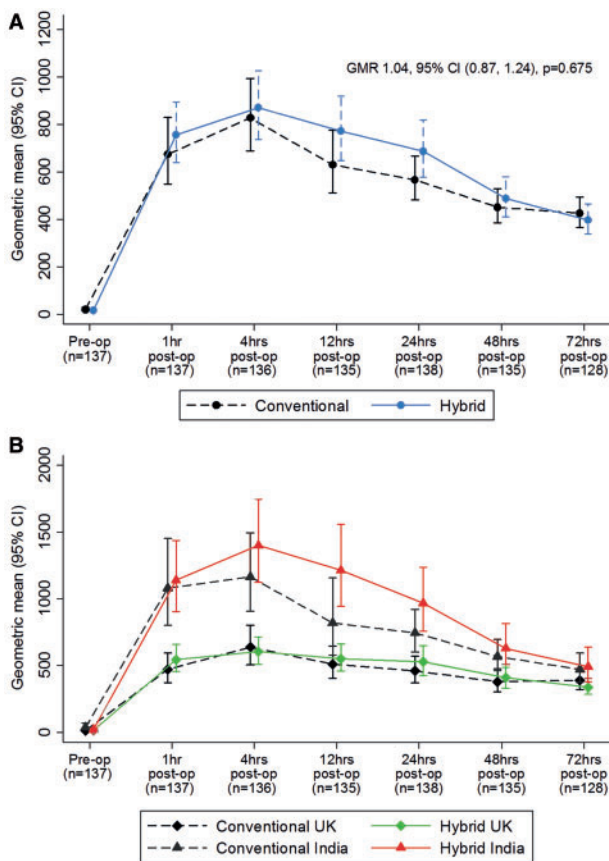 A
Geometric mean (95% CI)
1200
1000
800
600
400
200
0
GMR 1.04, 95% CI (0.87, 1.24), p=0.675
Pre-op 1hr 4hrs 12hrs 24hrs 48hrs 72hrs
(n=137) post-op post-op post-op post-op post-op post-op
(n=137) (n=136) (n=135) (n=138) (n=135) (n=128)
Conventional Hybrid
B
Geometric mean (95% CI)
2000
1500
1000
500
0
Pre-op 1hr 4hrs 12hrs 24hrs 48hrs 72hrs
(n=137) post-op post-op post-op post-op post-op post-op
(n=137) (n=136) (n=135) (n=138) (n=135) (n=128)
Conventional UK Hybrid UK
Conventional India Hybrid India